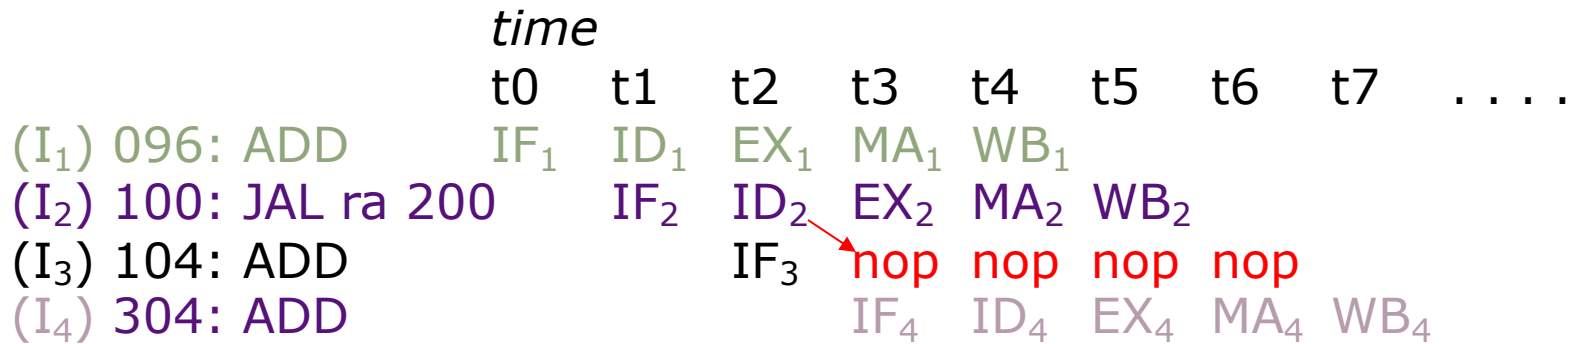 time
t0 t1 t2 t3 t4 t5 t6 t7 . . . .
(I₁) 096: ADD IF₁ ID₁ EX₁ MA₁ WB₁
(I₂) 100: JAL ra 200 IF₂ ID₂ EX₂ MA₂ WB₂
(I₃) 104: ADD IF₃ nop nop nop nop
(I₄) 304: ADD IF₄ ID₄ EX₄ MA₄ WB₄